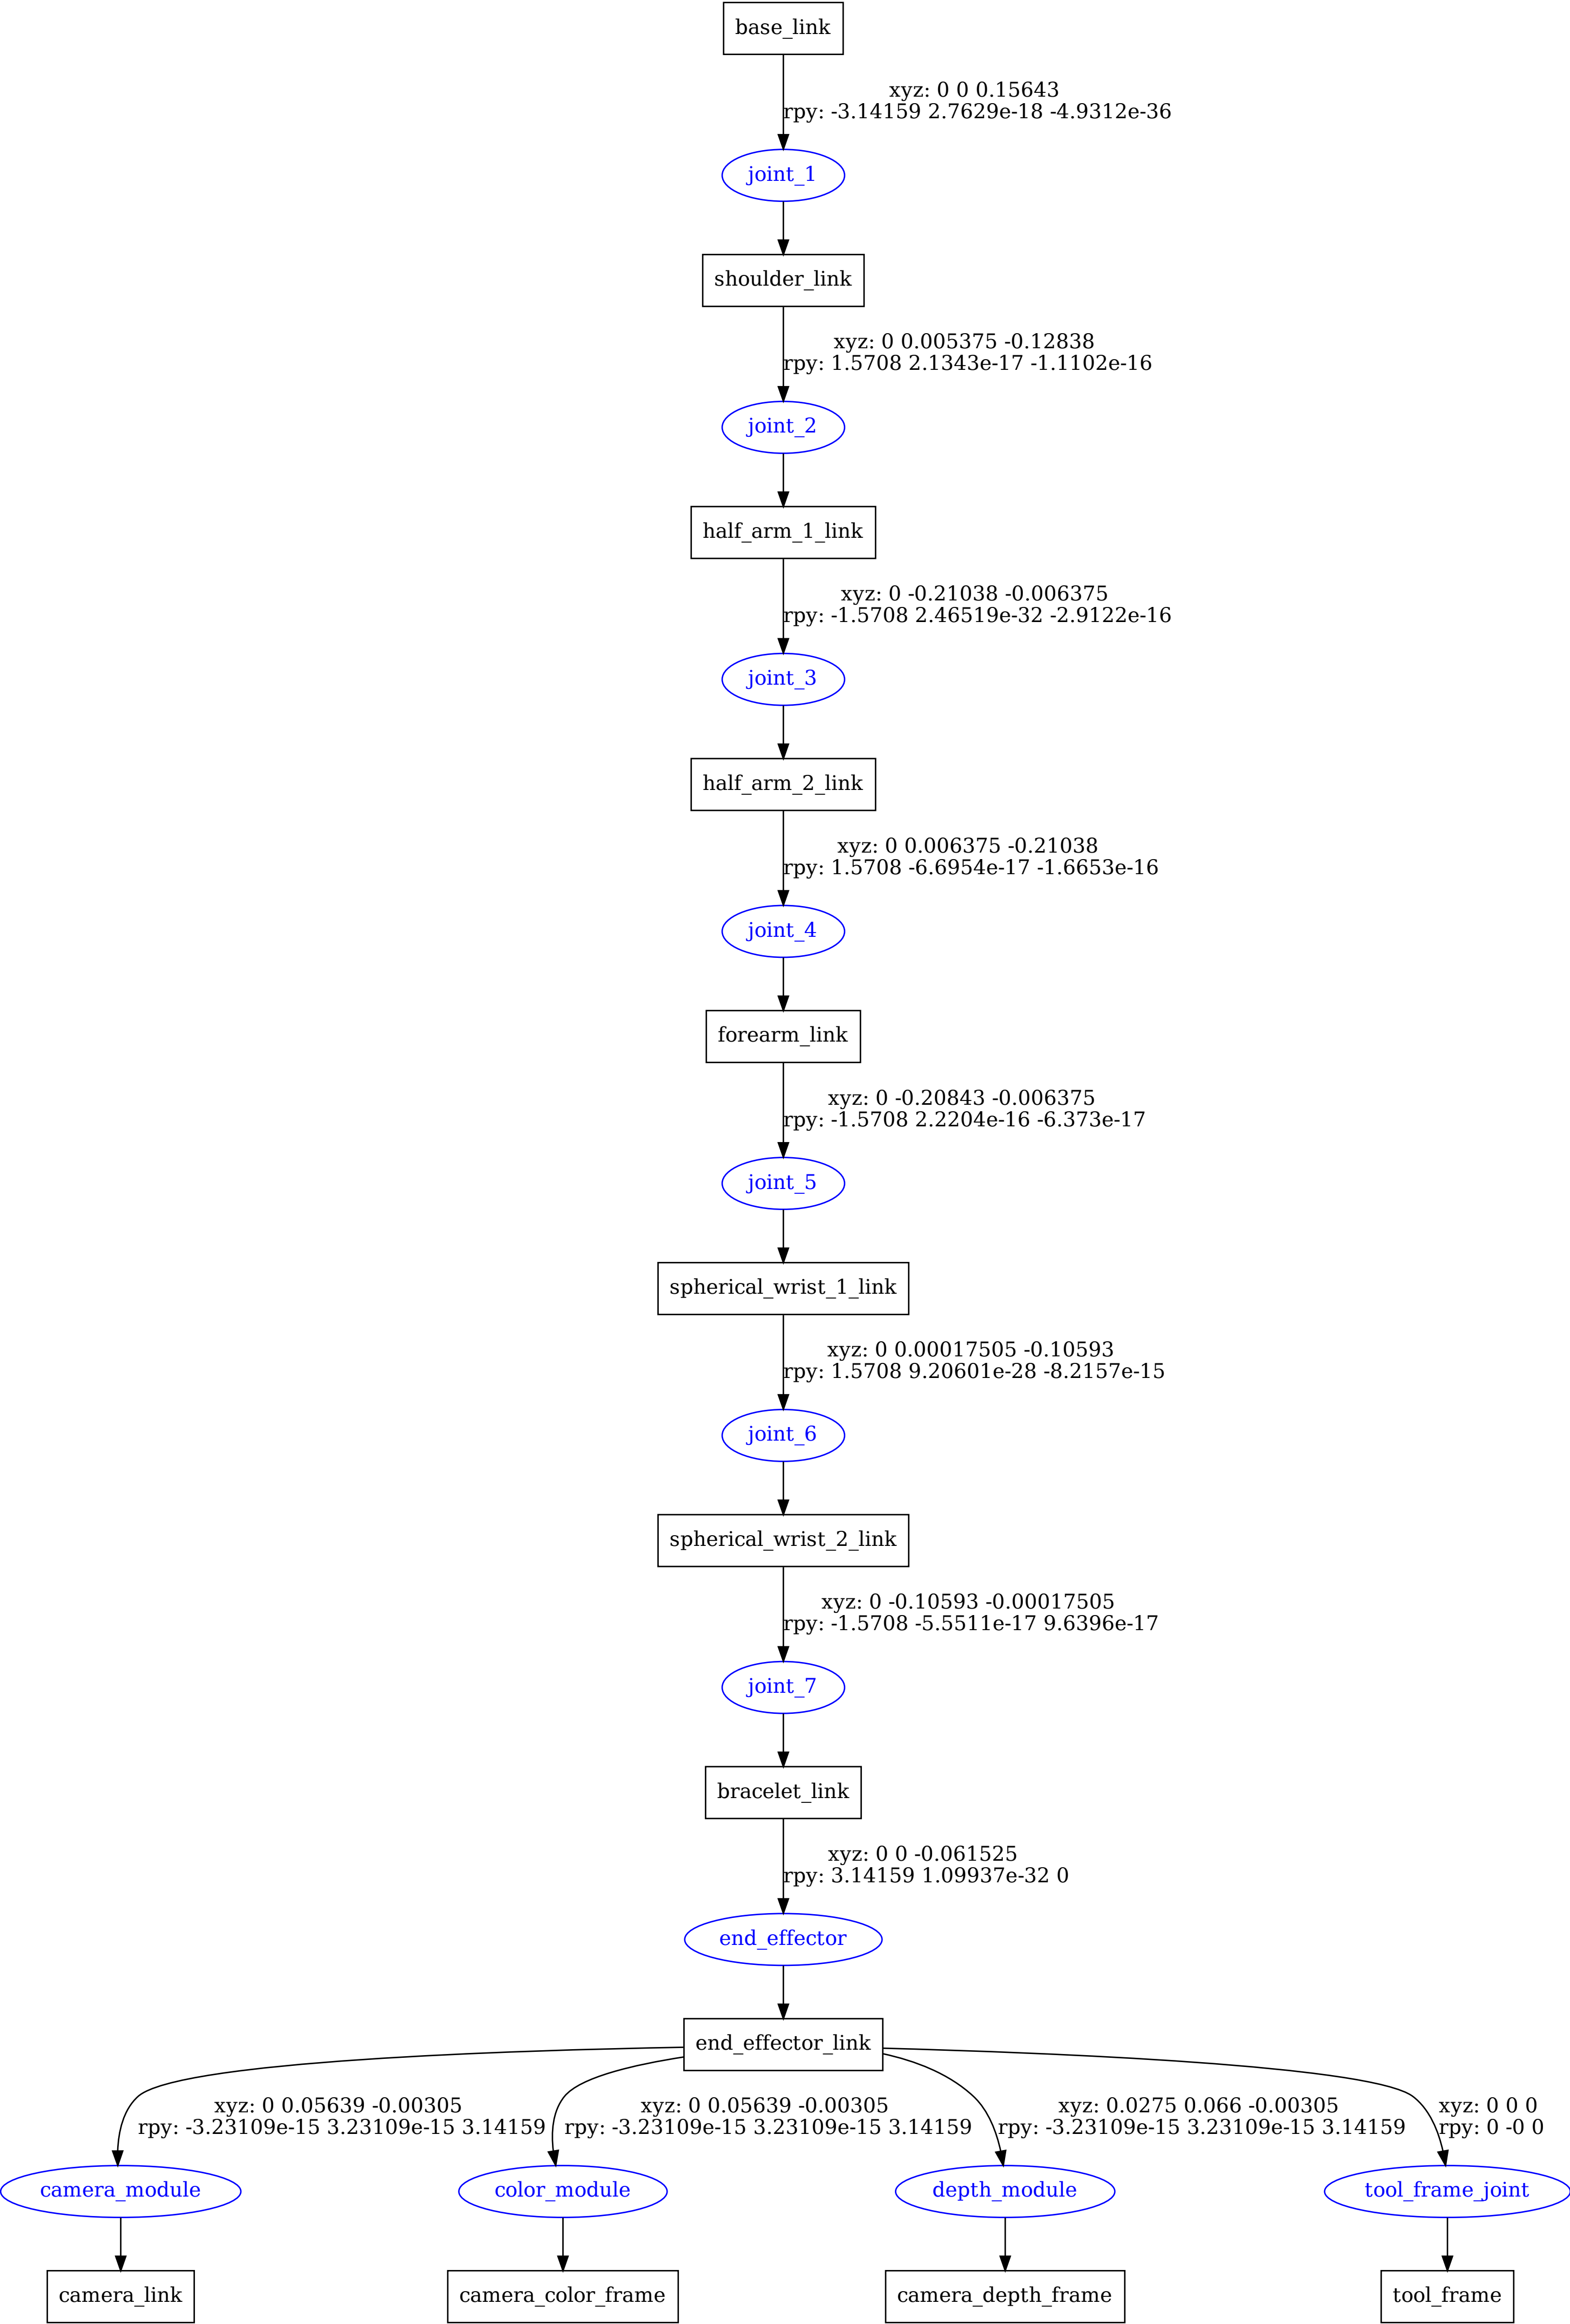 base_link
xyz: 0 0 0.15643
rpy: -3.14159 2.7629e-18 -4.9312e-36
joint_1
shoulder_link
xyz: 0 0.005375 -0.12838
rpy: 1.5708 2.1343e-17 -1.1102e-16
joint_2
half_arm_1_link
xyz: 0 -0.21038 -0.006375
rpy: -1.5708 2.46519e-32 -2.9122e-16
joint_3
half_arm_2_link
xyz: 0 0.006375 -0.21038
rpy: 1.5708 -6.6954e-17 -1.6653e-16
joint_4
forearm_link
xyz: 0 -0.20843 -0.006375
rpy: -1.5708 2.2204e-16 -6.373e-17
joint_5
spherical_wrist_1_link
xyz: 0 0.00017505 -0.10593
rpy: 1.5708 9.20601e-28 -8.2157e-15
joint_6
spherical_wrist_2_link
xyz: 0 -0.10593 -0.00017505
rpy: -1.5708 -5.5511e-17 9.6396e-17
joint_7
bracelet_link
xyz: 0 0 -0.061525
rpy: 3.14159 1.09937e-32 0
end_effector
end_effector_link
xyz: 0 0.05639 -0.00305
rpy: -3.23109e-15 3.23109e-15 3.14159
xyz: 0 0.05639 -0.00305
rpy: -3.23109e-15 3.23109e-15 3.14159
xyz: 0.0275 0.066 -0.00305
rpy: -3.23109e-15 3.23109e-15 3.14159
xyz: 0 0 0
rpy: 0 -0 0
camera_module
color_module
depth_module
tool_frame_joint
camera_link
camera_color_frame
camera_depth_frame
tool_frame